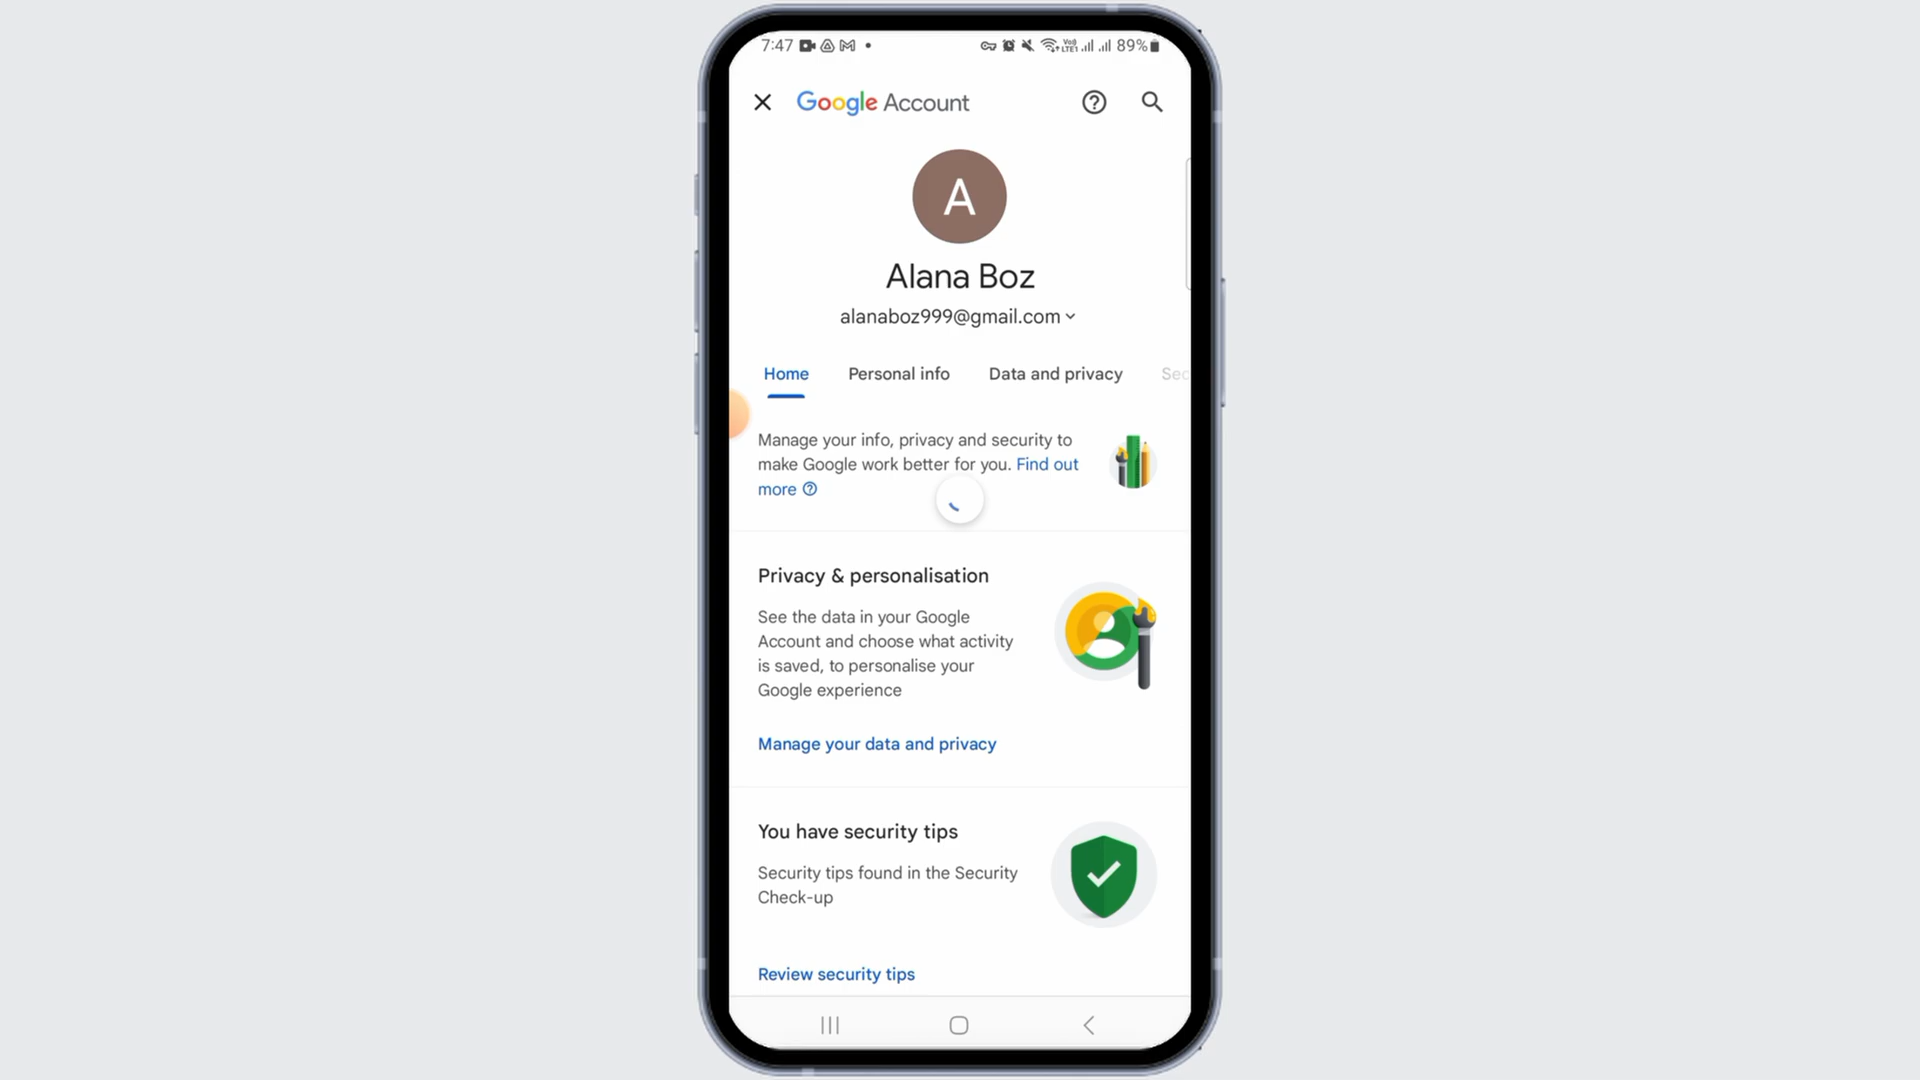 7:47 89%
Google Account
A
Alana Boz
alanaboz999@gmail.com
Home Personal info Data and privacy Sec
Manage your info, privacy and security to
make Google work better for you. Find out
more
Privacy & personalisation
See the data in your Google
Account and choose what activity
is saved, to personalise your
Google experience
Manage your data and privacy
You have security tips
Security tips found in the Security
Check-up
Review security tips